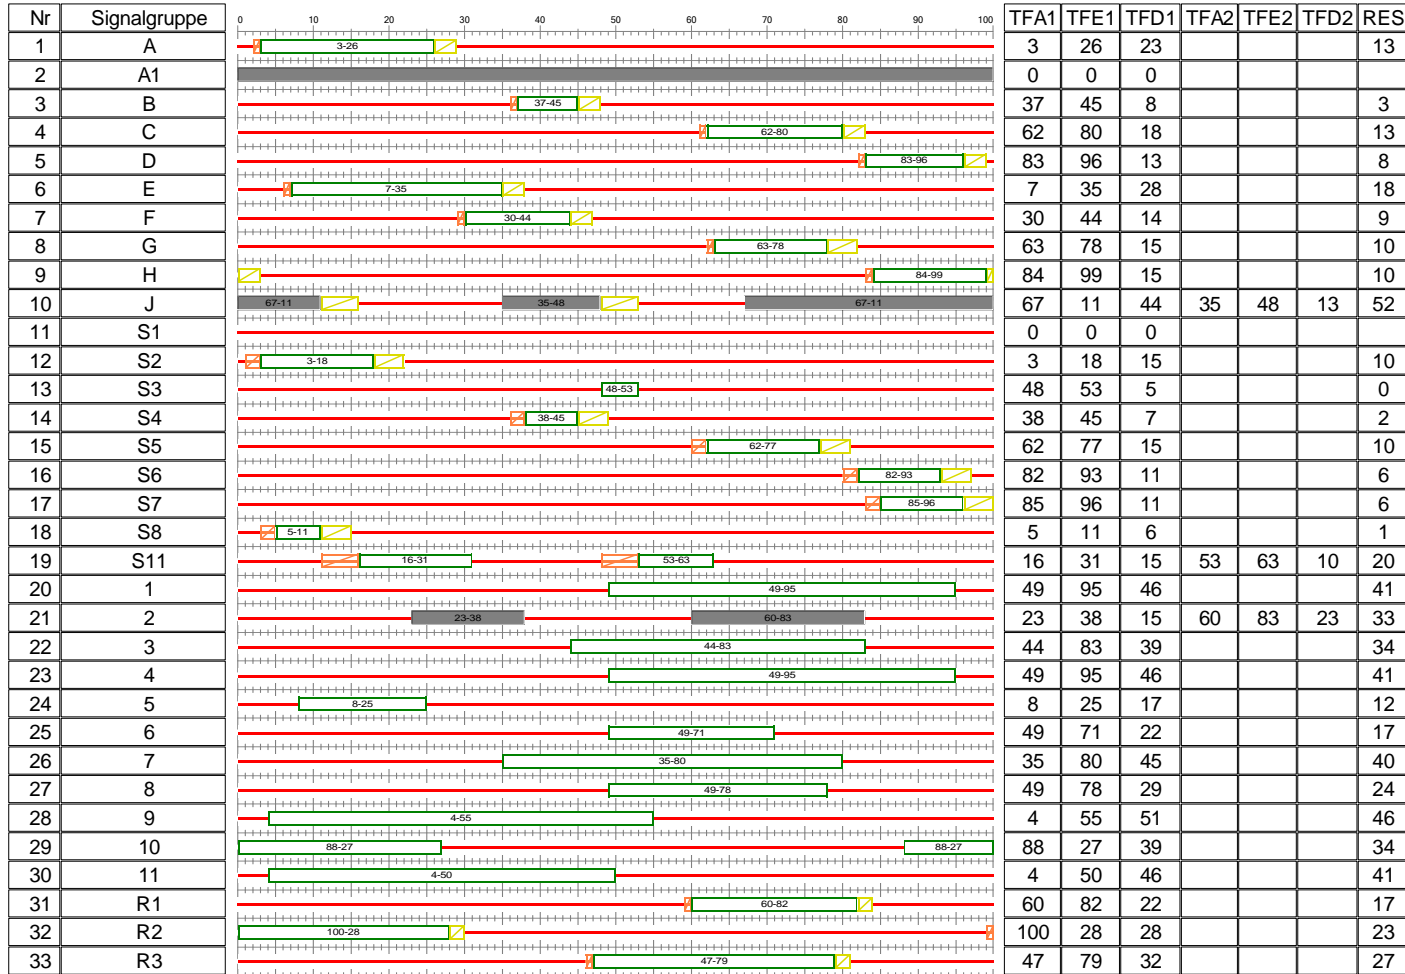 Nr Signalgruppe 0 10 20 30 40 50 60 70 80 90 100 TFA1 TFE1 TFD1 TFA2 TFE2 TFD2 RES
1 A 3-26 3 26 23 13
2 A1 0 0 0
3 B 37-45 37 45 8 3
4 C 62-80 62 80 18 13
5 D 83-96 83 96 13 8
6 E 7-35 7 35 28 18
7 F 30-44 30 44 14 9
8 G 63-78 63 78 15 10
9 H 84-99 84 99 15 10
10 J 67-11 35-48 67-11 67 11 44 35 48 13 52
11 S1 0 0 0
12 S2 3-18 3 18 15 10
13 S3 48-53 48 53 5 0
14 S4 38-45 38 45 7 2
15 S5 62-77 62 77 15 10
16 S6 82-93 82 93 11 6
17 S7 85-96 85 96 11 6
18 S8 5-11 5 11 6 1
19 S11 16-31 53-63 16 31 15 53 63 10 20
20 1 49-95 49 95 46 41
21 2 23-38 60-83 23 38 15 60 83 23 33
22 3 44-83 44 83 39 34
23 4 49-95 49 95 46 41
24 5 8-25 8 25 17 12
25 6 49-71 49 71 22 17
26 7 35-80 35 80 45 40
27 8 49-78 49 78 29 24
28 9 4-55 4 55 51 46
29 10 88-27 88-27 88 27 39 34
30 11 4-50 4 50 46 41
31 R1 60-82 60 82 22 17
32 R2 100-28 100 28 28 23
33 R3 47-79 47 79 32 27